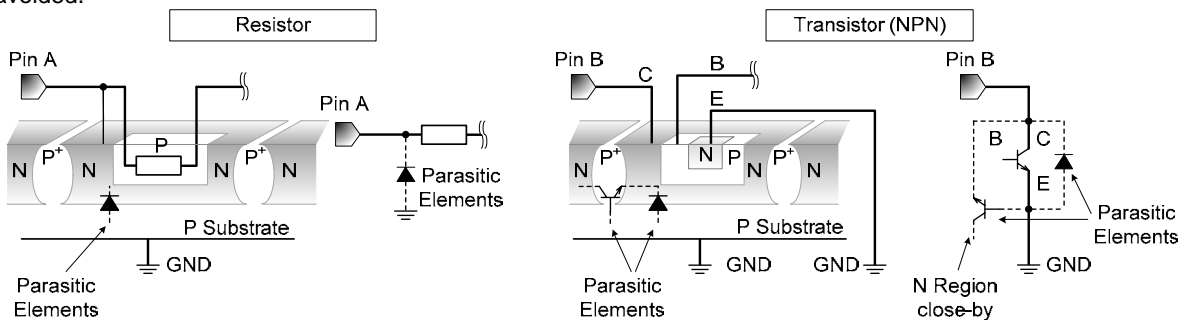 avoided.
Resistor
Transistor (NPN)
Pin A
Pin A
N
P+
N
P
N
P+
N
Parasitic
Elements
P Substrate
GND
Parasitic
Elements
Pin B
C
B
E
N
P+
N
N
P
P+
N
P Substrate
GND
GND
Parasitic
Elements
Pin B
B
C
E
Parasitic
Elements
GND
N Region
close-by